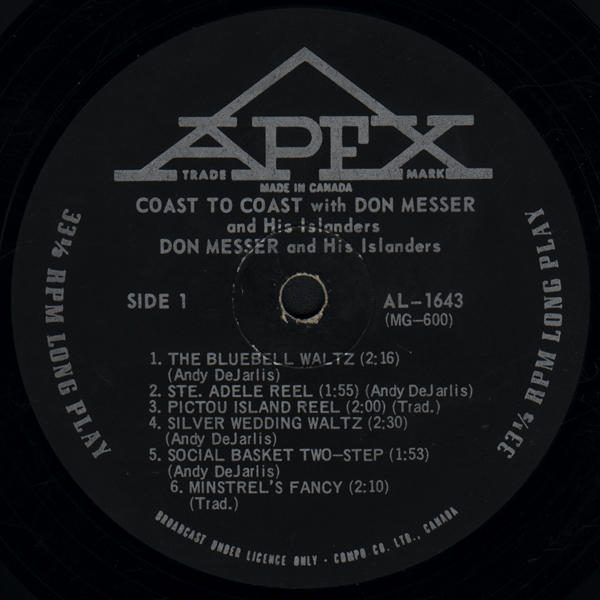 APEX
TRADE MARK
MADE IN CANADA
COAST TO COAST with DON MESSER
and His Islanders
DON MESSER and His Islanders
SIDE 1
AL-1643
(MG-600)
33⅓ RPM LONG PLAY
33⅓ RPM LONG PLAY
1. THE BLUEBELL WALTZ (2:16)
(Andy DeJarlis)
2. STE. ADELE REEL (1:55) (Andy DeJarlis)
3. PICTOU ISLAND REEL (2:00) (Trad.)
4. SILVER WEDDING WALTZ (2:30)
(Andy DeJarlis)
5. SOCIAL BASKET TWO-STEP (1:53)
(Andy DeJarlis)
6. MINSTREL'S FANCY (2:10)
(Trad.)
BROADCAST UNDER LICENCE ONLY - COMPO CO. LTD., CANADA